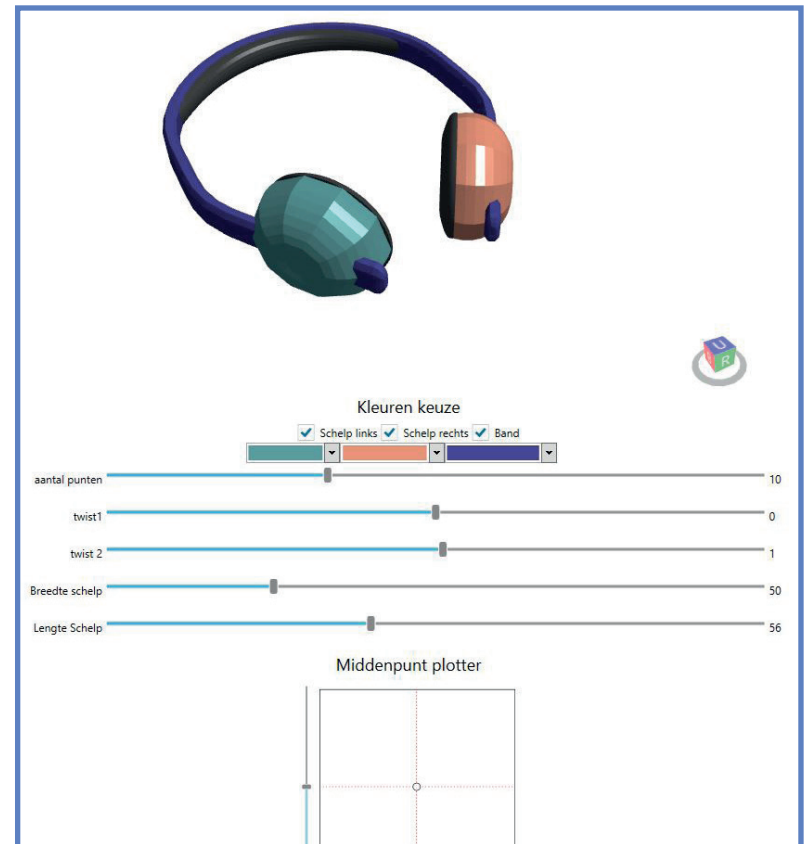 U
R
Kleuren keuze
Schelp links Schelp rechts Band
aantal punten 10
twist1 0
twist 2 1
Breedte schelp 50
Lengte Schelp 56
Middenpunt plotter